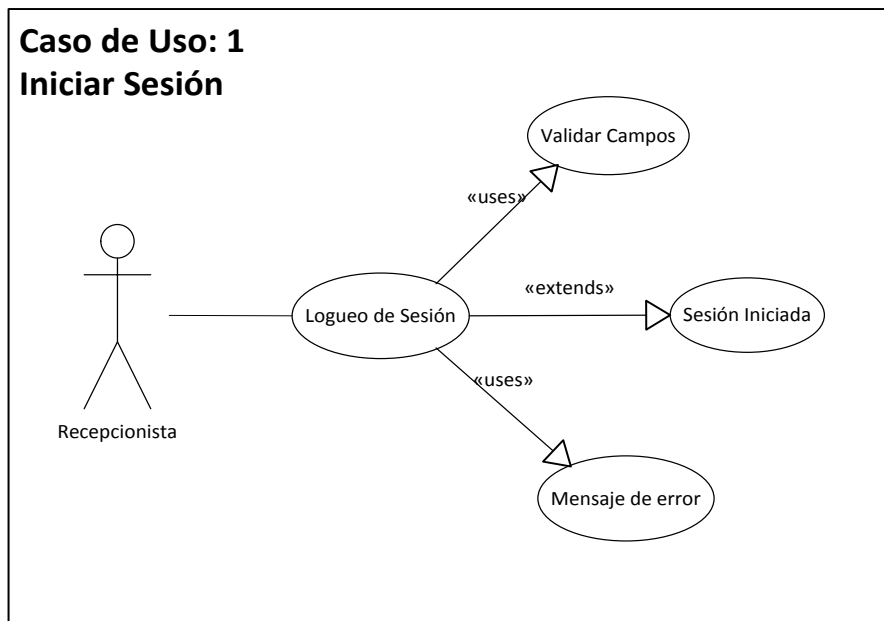 Caso de Uso: 1
Iniciar Sesión
Validar Campos
«uses»
«extends»
Logueo de Sesión
Sesión Iniciada
«uses»
Recepcionista
Mensaje de error